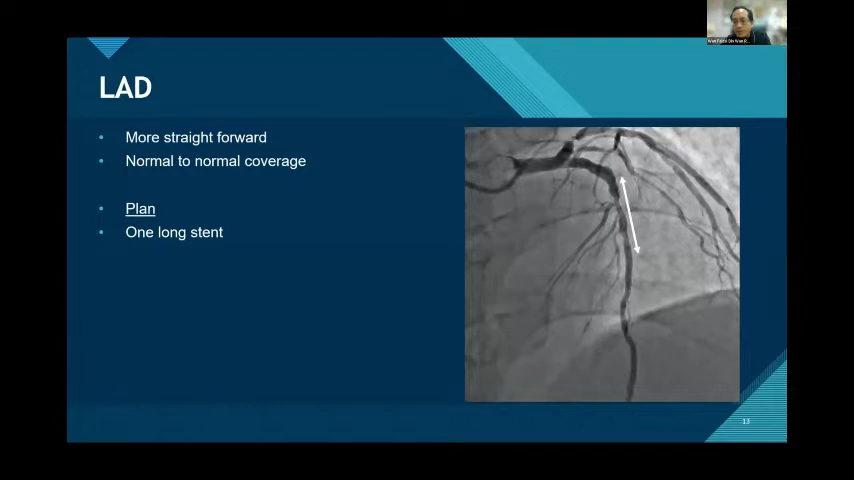 LAD
• More straight forward
• Normal to normal coverage
• Plan
• One long stent
13